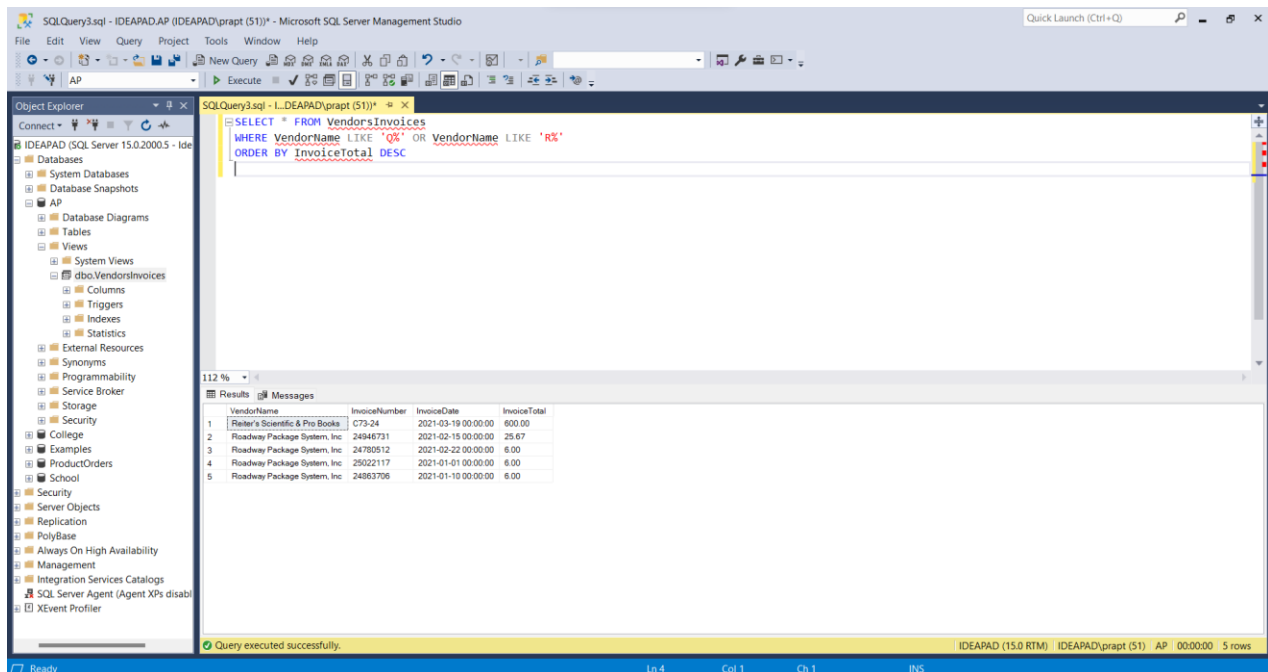 SQLQuery3.sql - IDEAPAD.AP (IDEAPAD\prapt (51))* - Microsoft SQL Server Management Studio
Quick Launch (Ctrl+Q)
File Edit View Query Project Tools Window Help
New Query
AP
Execute
Object Explorer
SQLQuery3.sql - I...DEAPAD\prapt (51))*
Connect
IDEAPAD (SQL Server 15.0.2000.5 - Ide
Databases
System Databases
Database Snapshots
AP
Database Diagrams
Tables
Views
System Views
dbo.VendorsInvoices
Columns
Triggers
Indexes
Statistics
External Resources
Synonyms
Programmability
Service Broker
Storage
Security
College
Examples
ProductOrders
School
Security
Server Objects
Replication
PolyBase
Always On High Availability
Management
Integration Services Catalogs
SQL Server Agent (Agent XPs disabl
XEvent Profiler
SELECT * FROM VendorsInvoices
WHERE VendorName LIKE 'Q%' OR VendorName LIKE 'R%'
ORDER BY InvoiceTotal DESC
112 %
Results Messages
VendorName InvoiceNumber InvoiceDate InvoiceTotal
1 Reiter's Scientific & Pro Books C73-24 2021-03-19 00:00:00 600.00
2 Roadway Package System, Inc 24946731 2021-02-15 00:00:00 25.67
3 Roadway Package System, Inc 24780512 2021-02-22 00:00:00 6.00
4 Roadway Package System, Inc 25022117 2021-01-01 00:00:00 6.00
5 Roadway Package System, Inc 24863706 2021-01-10 00:00:00 6.00
Query executed successfully.
IDEAPAD (15.0 RTM) IDEAPAD\prapt (51) AP 00:00:00 5 rows
Ready Ln 4 Col 1 Ch 1 INS